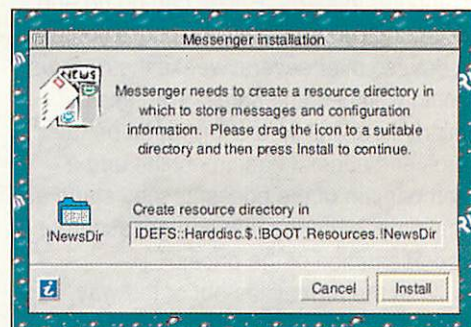 Messenger installation
NEWS
Messenger needs to create a resource directory in
which to store messages and configuration
information. Please drag the icon to a suitable
directory and then press Install to continue.
Create resource directory in
!NewsDir
IDEFS::Harddisc.$.!BOOT.Resources.!NewsDir
i
Cancel
Install